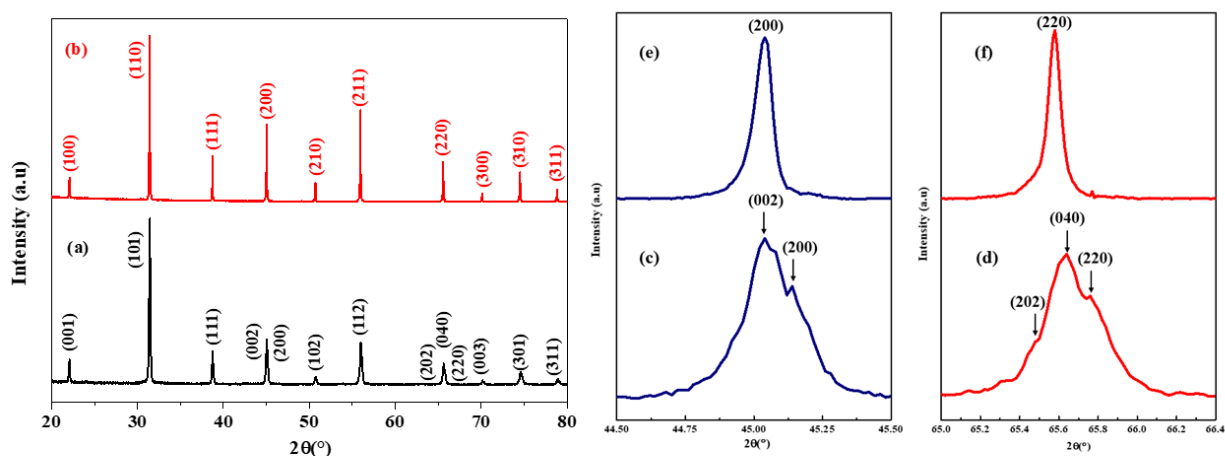 Intensity (a.u)
(b)
(100)
(110)
(111)
(200)
(210)
(211)
(220)
(300)
(310)
(311)
(a)
(001)
(101)
(111)
(002)
(200)
(102)
(112)
(202)
(040)
(220)
(003)
(301)
(311)
20 30 40 50 60 70 80
2θ(°)
Intensity (a.u)
(e)
(200)
(c)
(002)
(200)
44.50 44.75 45.00 45.25 45.50
2θ(°)
Intensity (a.u)
(f)
(220)
(d)
(040)
(220)
(202)
65.0 65.2 65.4 65.6 65.8 66.0 66.2 66.4
2θ(°)